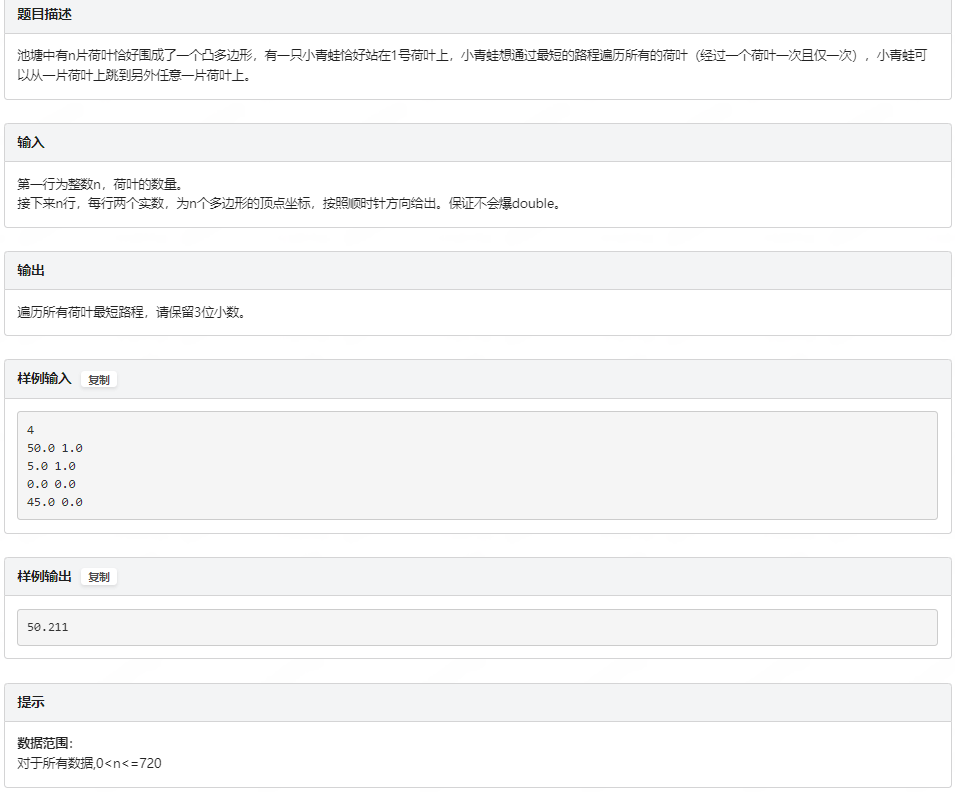 题目描述
池塘中有n片荷叶恰好围成了一个凸多边形，有一只小青蛙恰好站在1号荷叶上，小青蛙想通过最短的路程遍历所有的荷叶（经过一个荷叶一次且仅一次），小青蛙可
以从一片荷叶上跳到另外任意一片荷叶上。
输入
第一行为整数n，荷叶的数量。
接下来n行，每行两个实数，为n个多边形的顶点坐标，按照顺时针方向给出。保证不会爆double。
输出
遍历所有荷叶最短路程，请保留3位小数。
样例输入 复制
4
50.0 1.0
5.0 1.0
0.0 0.0
45.0 0.0
样例输出 复制
50.211
提示
数据范围：
对于所有数据,0<n<=720